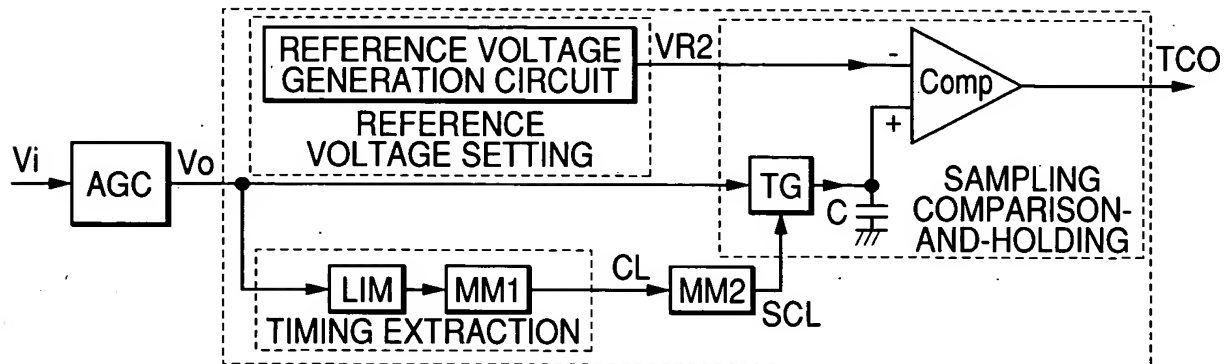 REFERENCE VOLTAGE
GENERATION CIRCUIT
VR2
REFERENCE
VOLTAGE SETTING
-
+
Comp
TCO
Vi
AGC
Vo
TG
C
SAMPLING
COMPARISON-
AND-HOLDING
LIM
MM1
CL
MM2
SCL
TIMING EXTRACTION